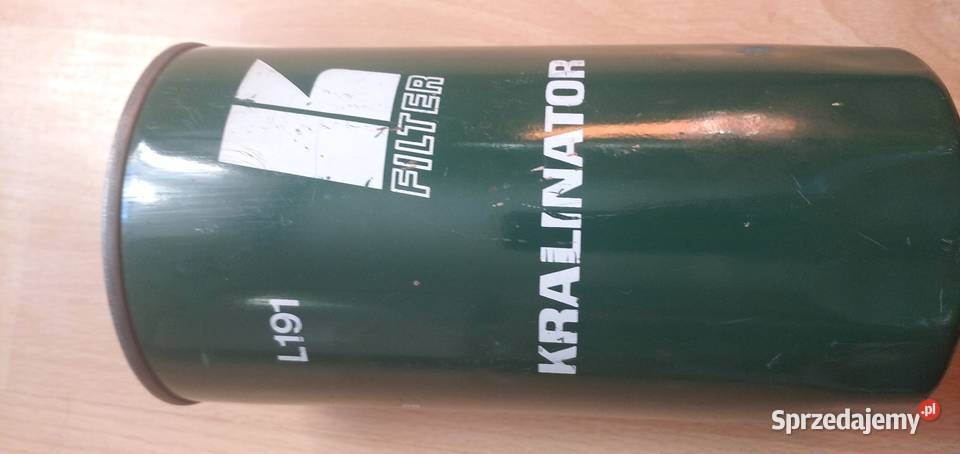 FILTER
KRALINATOR
L191
Sprzedajemy.pl